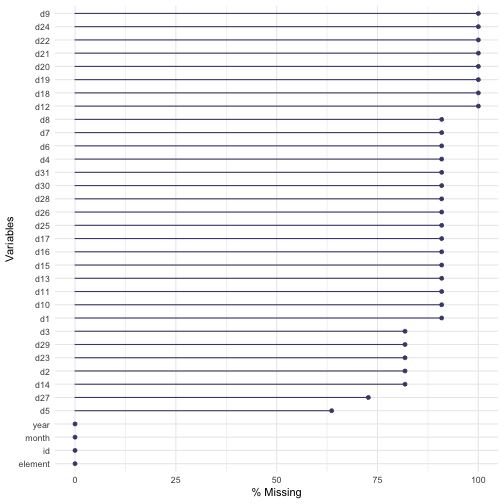 d9
d24
d22
d21
d20
d19
d18
d12
d8
d7
d6
d4
d31
d30
d28
d26
d25
d17
d16
d15
d13
d11
d10
d1
d3
d29
d23
d2
d14
d27
d5
year
month
id
element
Variables
0 25 50 75 100
% Missing